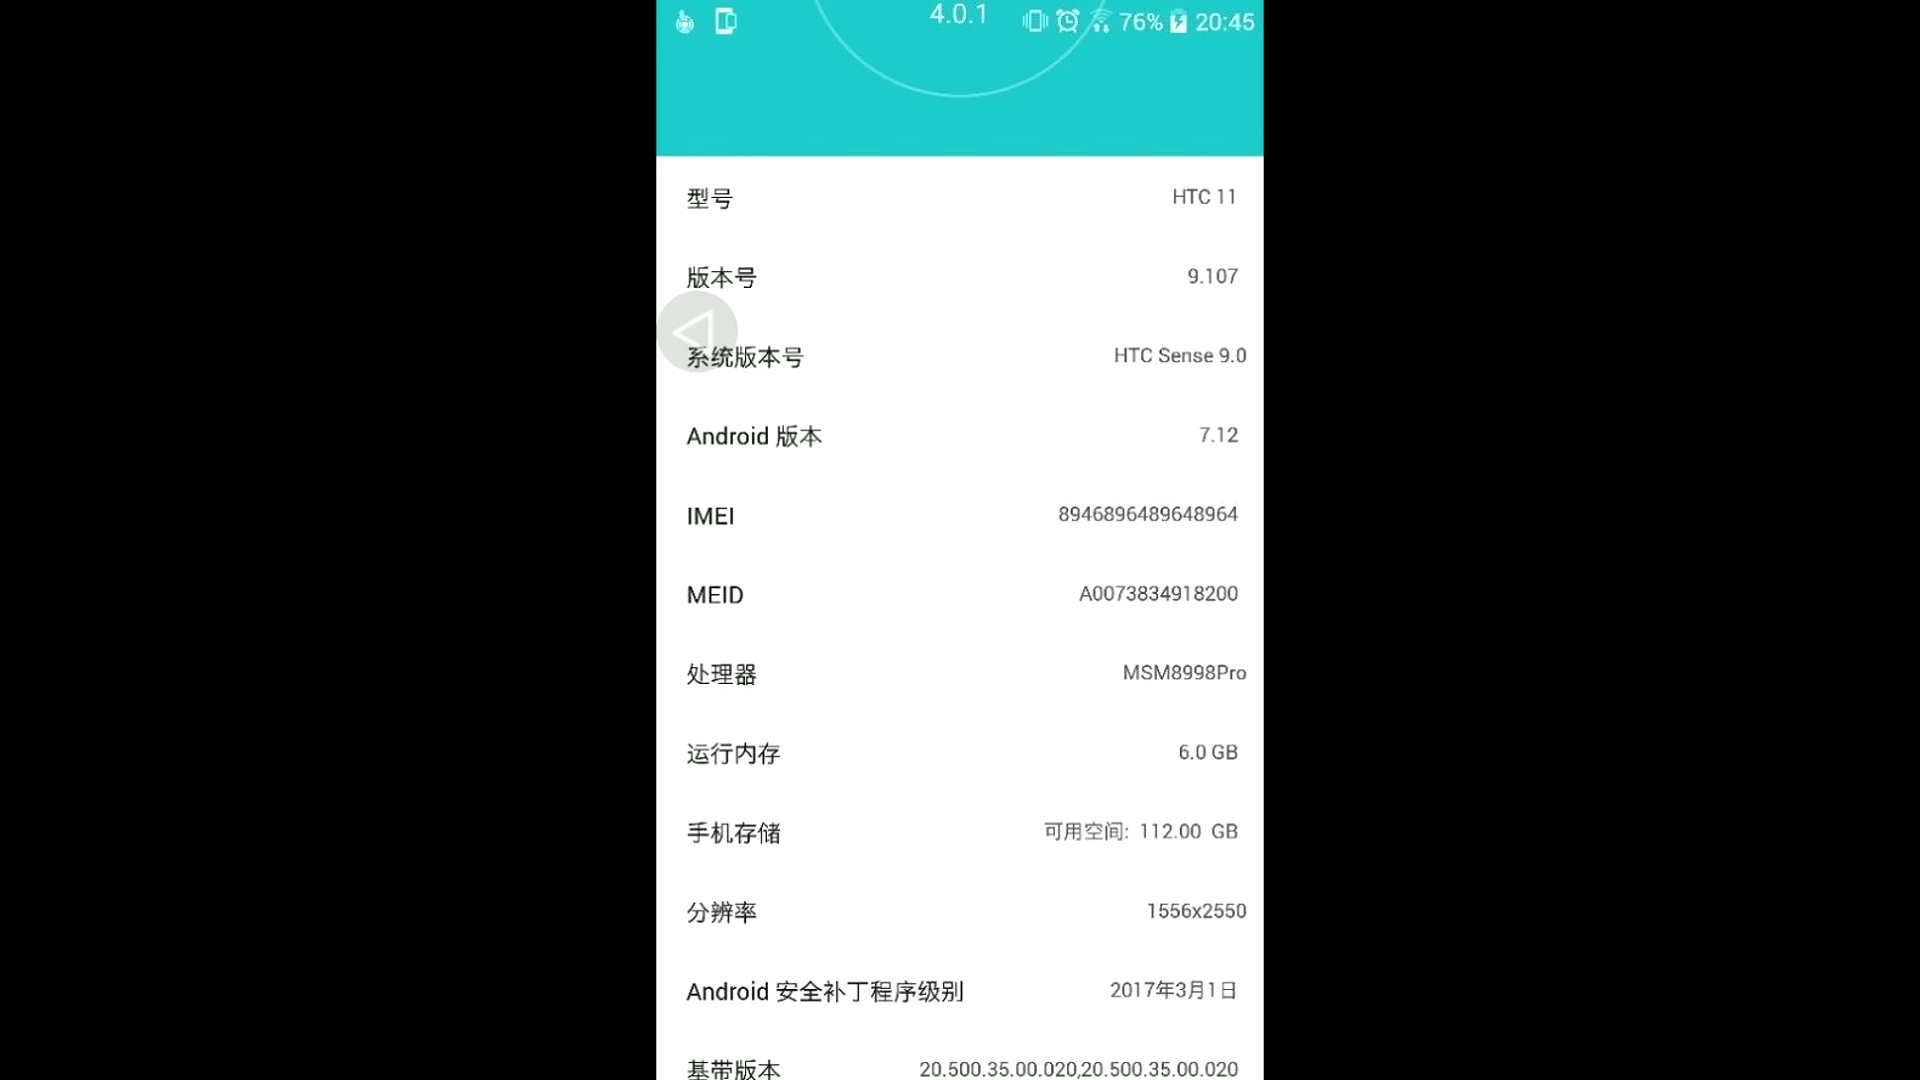 4.0.1 76% 20:45
型号 HTC 11
版本号 9.107
系统版本号 HTC Sense 9.0
Android 版本 7.12
IMEI 8946896489648964
MEID A0073834918200
处理器 MSM8998Pro
运行内存 6.0 GB
手机存储 可用空间: 112.00 GB
分辨率 1556x2550
Android 安全补丁程序级别 2017年3月1日
基带版本 20.500.35.00.020,20.500.35.00.020